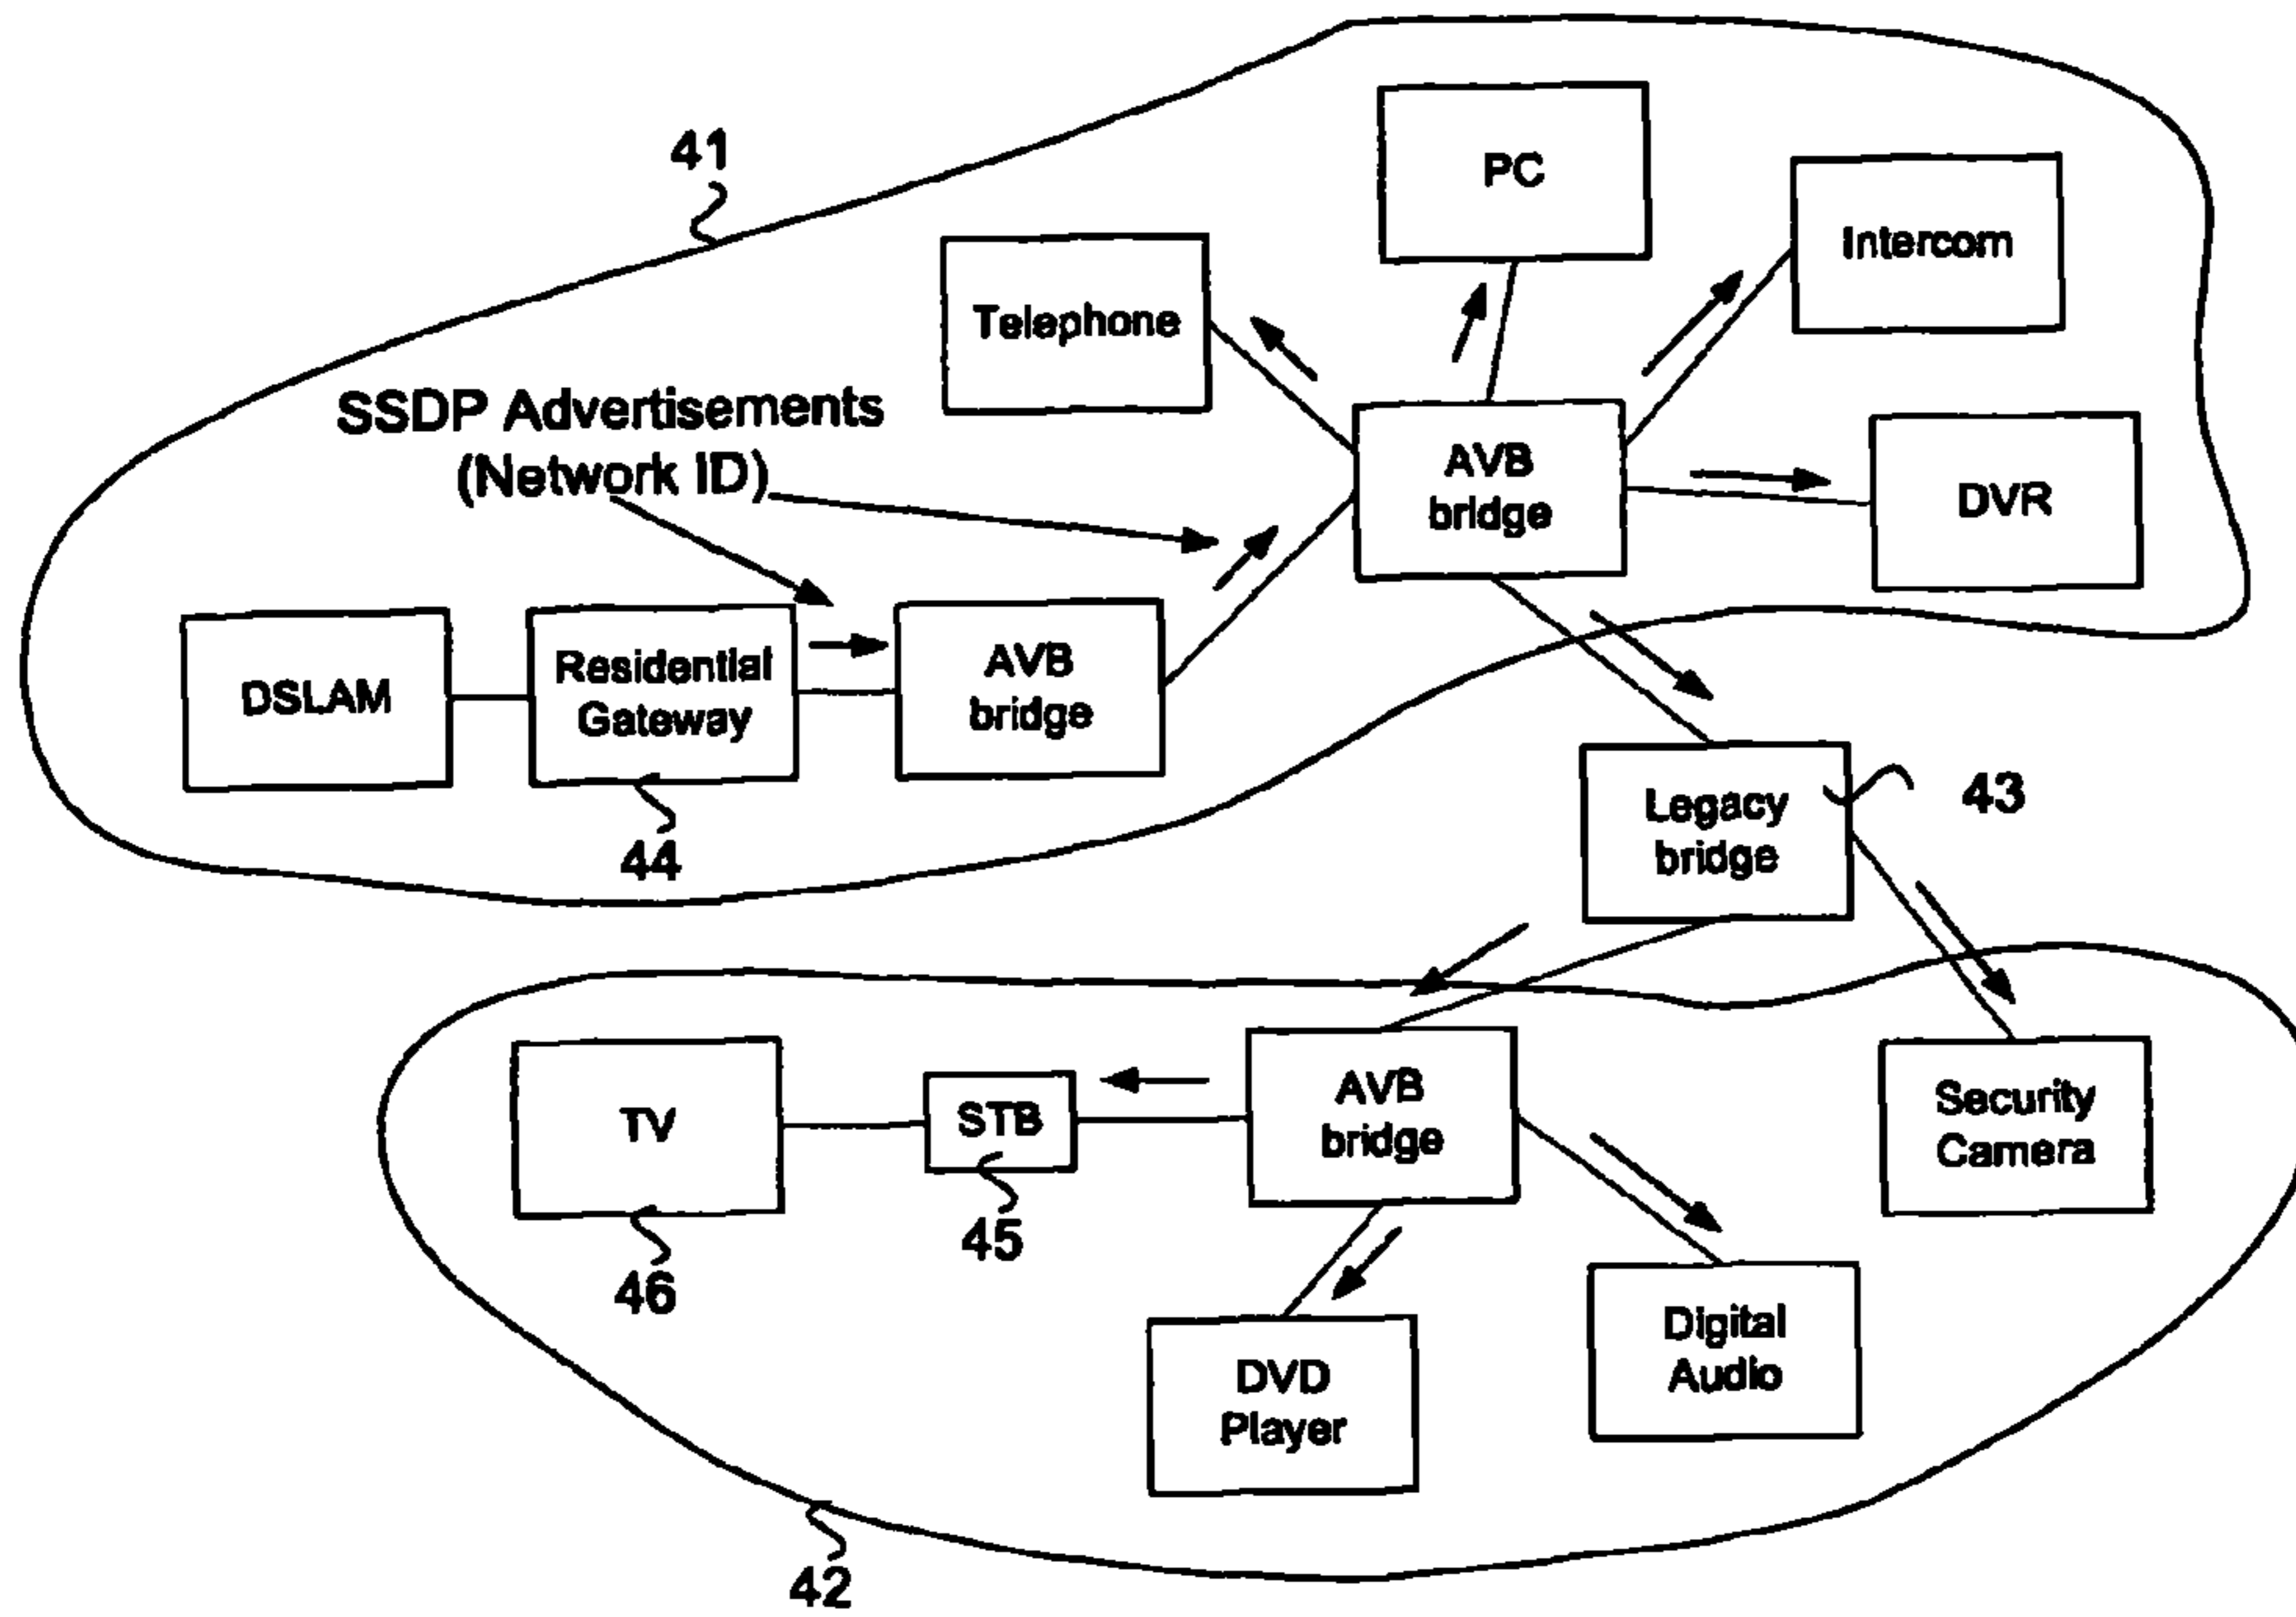 41
PC
Intercom
Telephone
SSDP Advertisements
(Network ID)
AVB
bridge
DVR
DSLAM
Residential
Gateway
AVB
bridge
44
Legacy
bridge
43
TV
STB
AVB
bridge
Security
Camera
45
46
DVD
Player
Digital
Audio
42